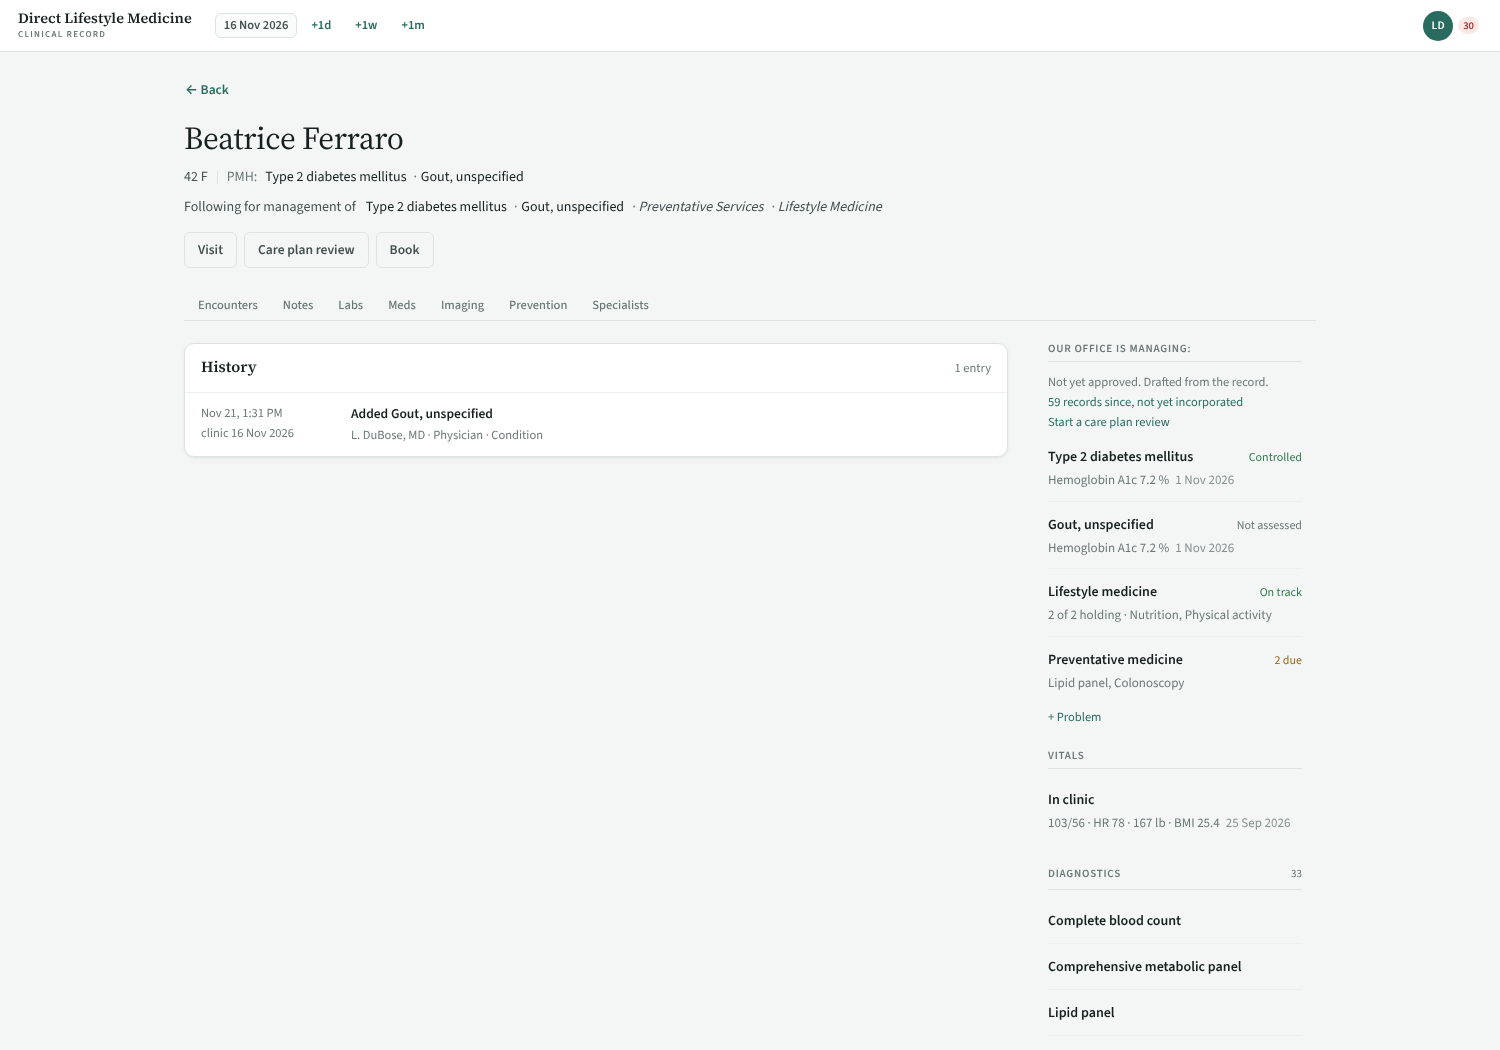 Direct Lifestyle Medicine
CLINICAL RECORD
16 Nov 2026 +1d +1w +1m
LD 30
← Back
Beatrice Ferraro
42 F PMH: Type 2 diabetes mellitus · Gout, unspecified
Following for management of Type 2 diabetes mellitus · Gout, unspecified · Preventative Services · Lifestyle Medicine
Visit Care plan review Book
Encounters Notes Labs Meds Imaging Prevention Specialists
History 1 entry
Nov 21, 1:31 PM Added Gout, unspecified
clinic 16 Nov 2026 L. DuBose, MD · Physician · Condition
OUR OFFICE IS MANAGING:
Not yet approved. Drafted from the record.
59 records since, not yet incorporated
Start a care plan review
Type 2 diabetes mellitus Controlled
Hemoglobin A1c 7.2 % 1 Nov 2026
Gout, unspecified Not assessed
Hemoglobin A1c 7.2 % 1 Nov 2026
Lifestyle medicine On track
2 of 2 holding · Nutrition, Physical activity
Preventative medicine 2 due
Lipid panel, Colonoscopy
+ Problem
VITALS
In clinic
103/56 · HR 78 · 167 lb · BMI 25.4 25 Sep 2026
DIAGNOSTICS 33
Complete blood count
Comprehensive metabolic panel
Lipid panel